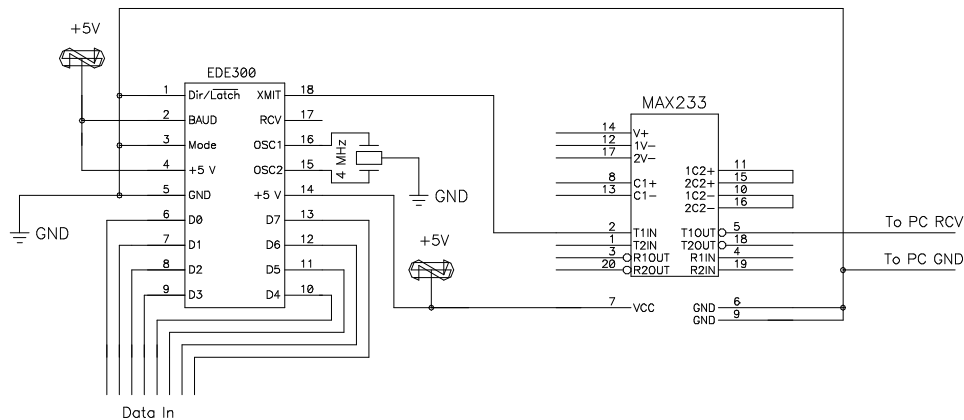 +5V
EDE300
1 Dir/Latch XMIT 18
2 BAUD RCV 17
3 Mode OSC1 16
4 +5 V OSC2 15
5 GND +5 V 14
6 D0 D7 13
7 D1 D6 12
8 D2 D5 11
9 D3 D4 10
4 MHz
GND
GND
Data In
+5V
MAX233
14 V+
12 1V-
17 2V-
8 C1+
13 C1-
1C2+ 11
2C2+ 15
1C2- 10
2C2- 16
2 T1IN T1OUT 5
1 T2IN T2OUT 18
3 R1OUT R1IN 4
20 R2OUT R2IN 19
7 VCC GND 6
GND 9
To PC RCV
To PC GND